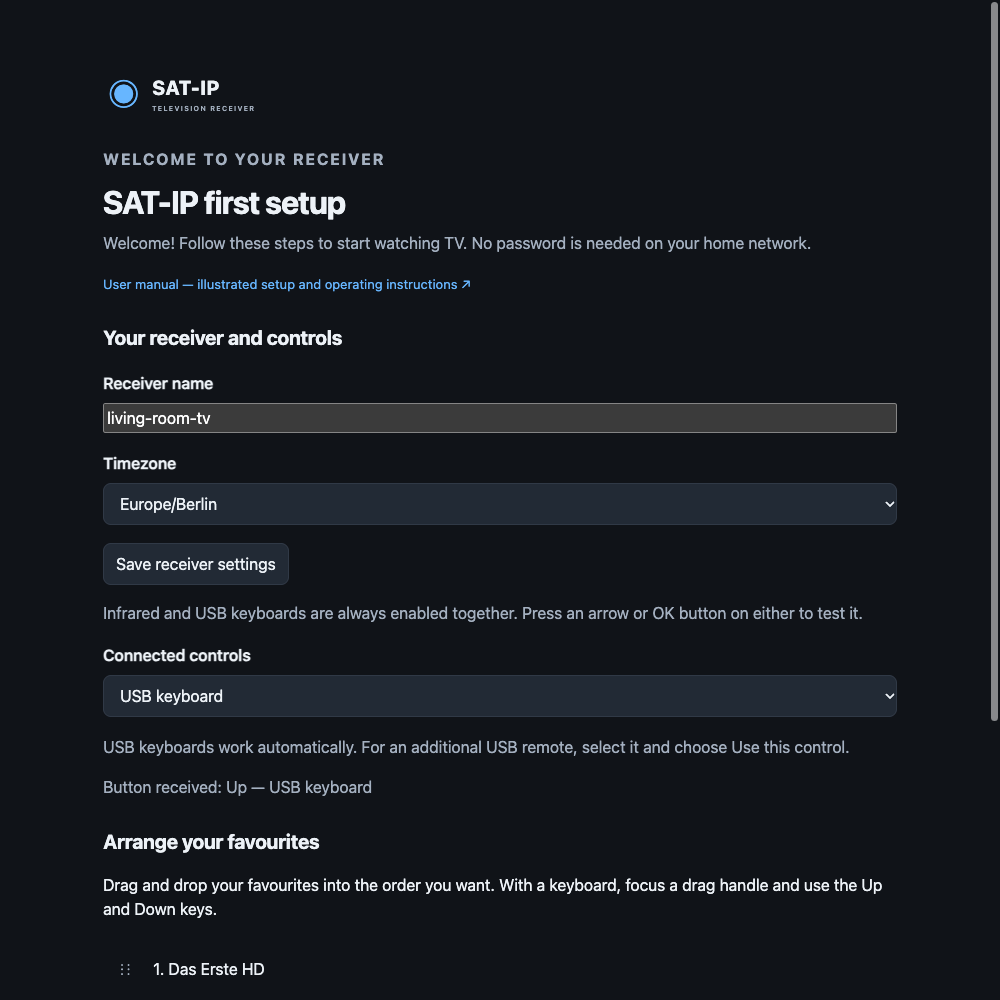 SAT-IP
TELEVISION RECEIVER
WELCOME TO YOUR RECEIVER
SAT-IP first setup
Welcome! Follow these steps to start watching TV. No password is needed on your home network.
User manual — illustrated setup and operating instructions ↗
Your receiver and controls
Receiver name
living-room-tv
Timezone
Europe/Berlin
Save receiver settings
Infrared and USB keyboards are always enabled together. Press an arrow or OK button on either to test it.
Connected controls
USB keyboard
USB keyboards work automatically. For an additional USB remote, select it and choose Use this control.
Button received: Up — USB keyboard
Arrange your favourites
Drag and drop your favourites into the order you want. With a keyboard, focus a drag handle and use the Up
and Down keys.
1. Das Erste HD